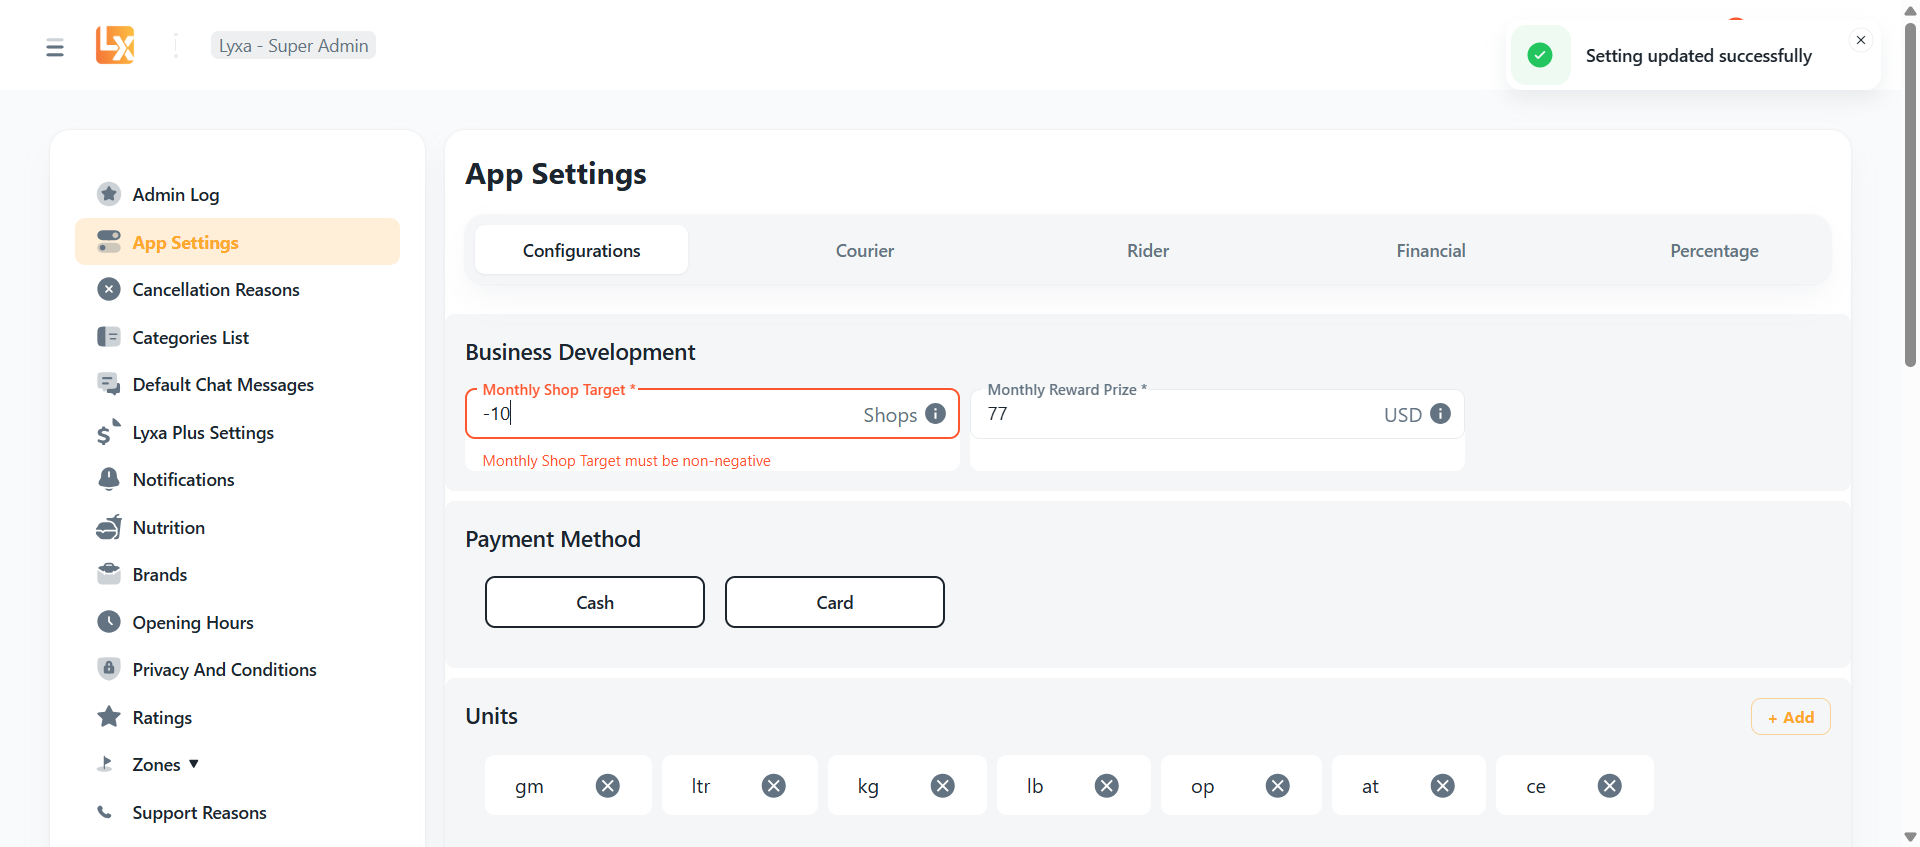 LX
Lyxa - Super Admin
Setting updated successfully
Admin Log
App Settings
Cancellation Reasons
Categories List
Default Chat Messages
Lyxa Plus Settings
Notifications
Nutrition
Brands
Opening Hours
Privacy And Conditions
Ratings
Zones ▼
Support Reasons
App Settings
Configurations
Courier
Rider
Financial
Percentage
Business Development
Monthly Shop Target *
-10
Shops
Monthly Shop Target must be non-negative
Monthly Reward Prize *
77
USD
Payment Method
Cash
Card
Units
+ Add
gm
ltr
kg
lb
op
at
ce